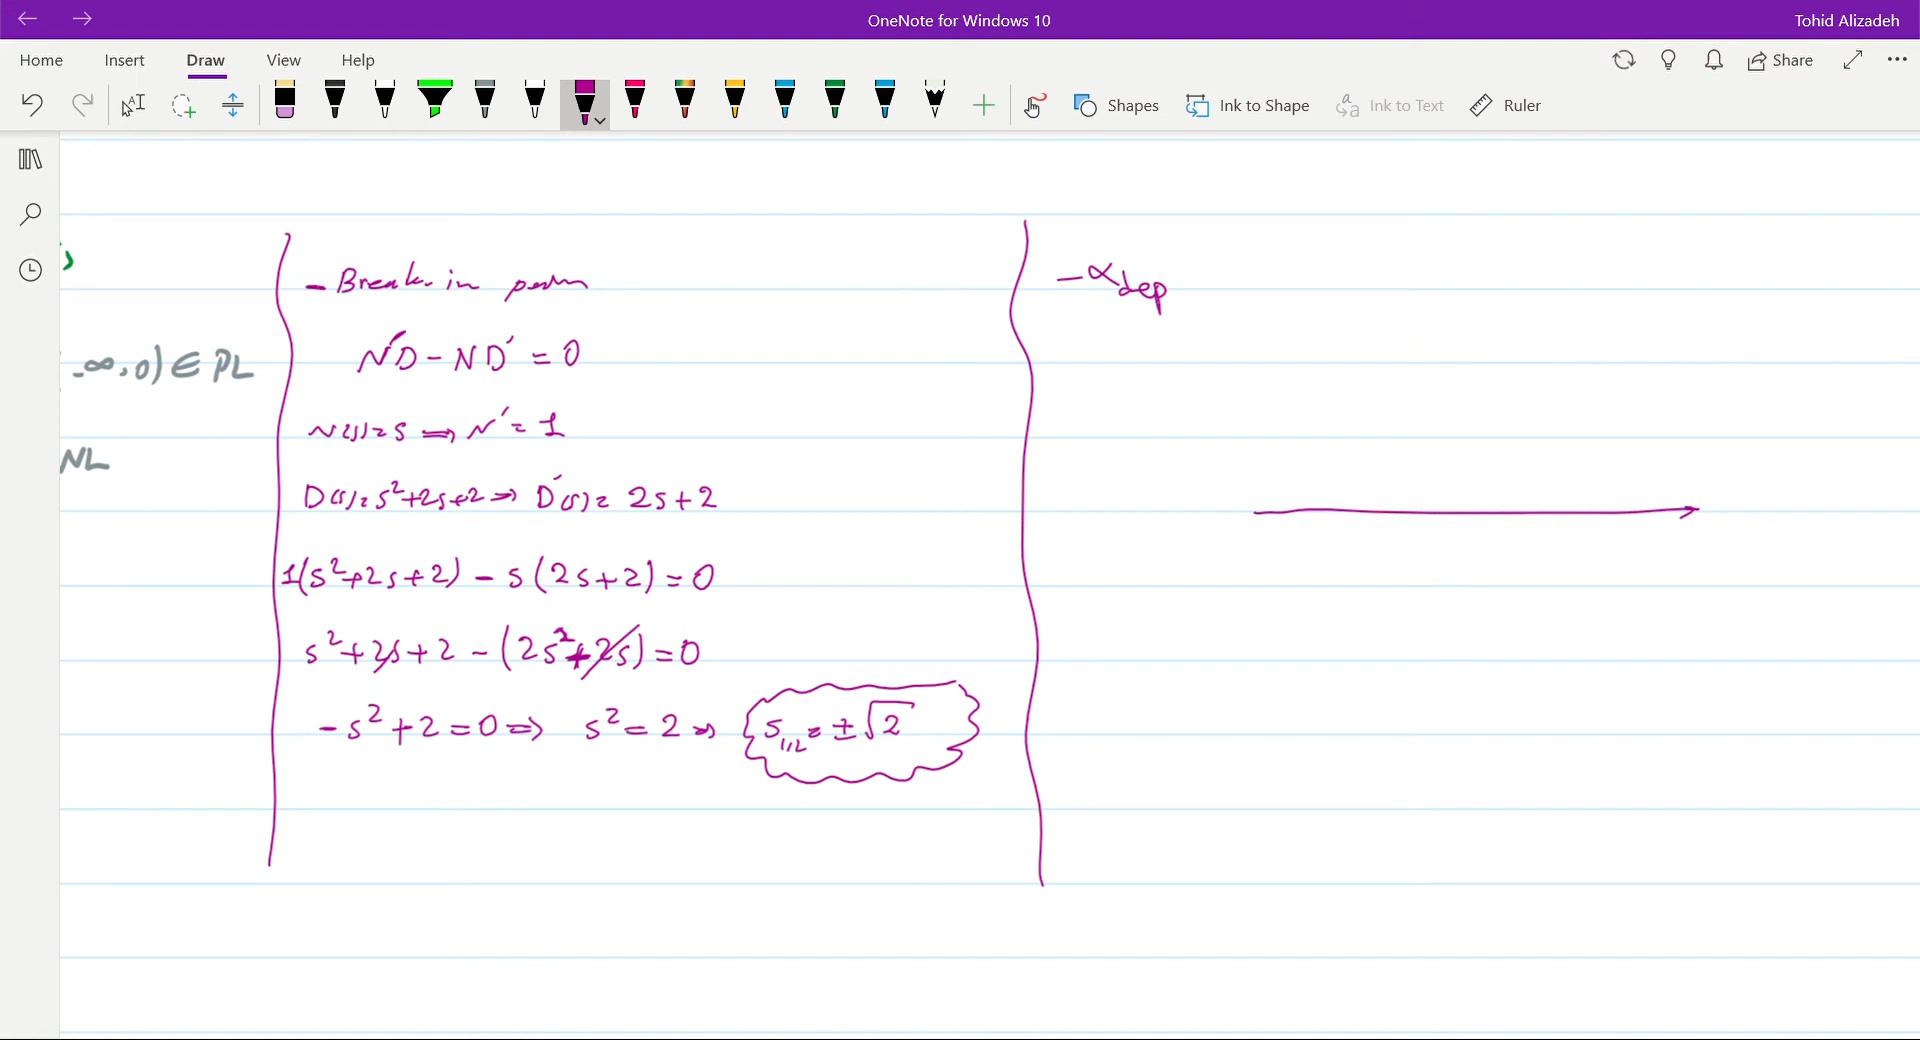 OneNote for Windows 10
Tohid Alizadeh
Home Insert Draw View Help
Share
Shapes Ink to Shape Ink to Text Ruler
-∞, 0) ∈ PL
NL
- Break-in
N'D - ND' = 0
N(s) = s ⇒ N' = 1
D(s) = s²+2s+2 ⇒ D'(s) = 2s+2
1(s²+2s+2) - s(2s+2) = 0
s²+2s+2 - (2s²+2s) = 0
-s²+2 = 0 ⇒ s² = 2 ⇒ s₁,₂ = ±√2
- α dep